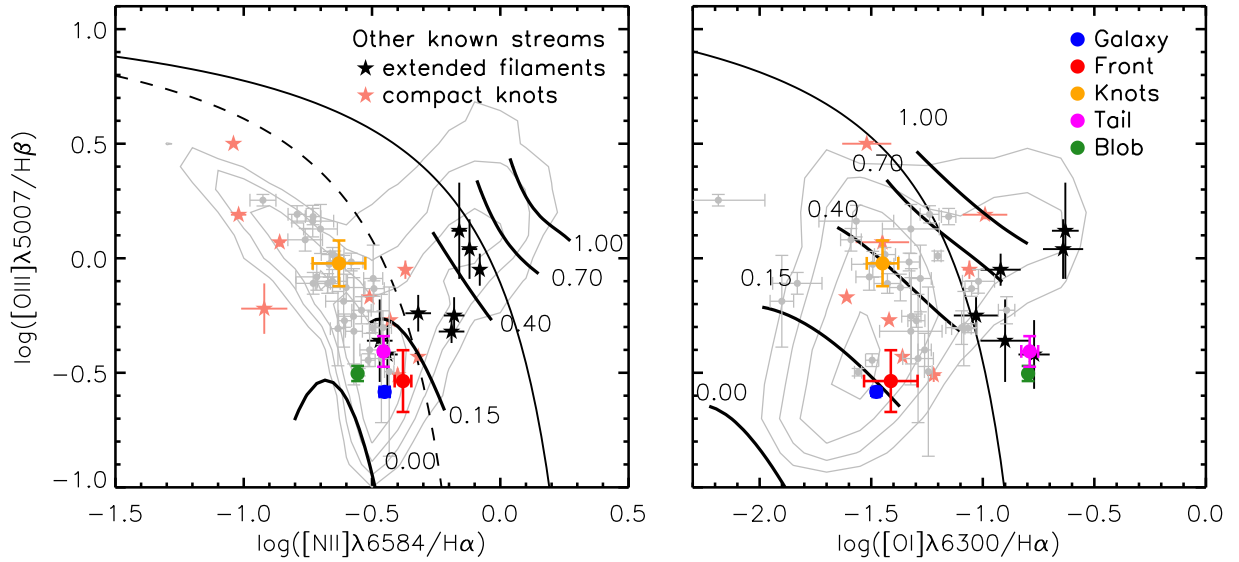 Other known streams
extended filaments
compact knots
1.0
0.5
0.0
−0.5
−1.0
log([OIII]λ5007/Hβ)
1.00
0.70
0.40
0.15
0.00
−1.5
−1.0
−0.5
0.0
0.5
log([NII]λ6584/Hα)
Galaxy
Front
Knots
Tail
Blob
1.00
0.70
0.40
0.15
0.00
−2.0
−1.5
−1.0
−0.5
0.0
log([OI]λ6300/Hα)